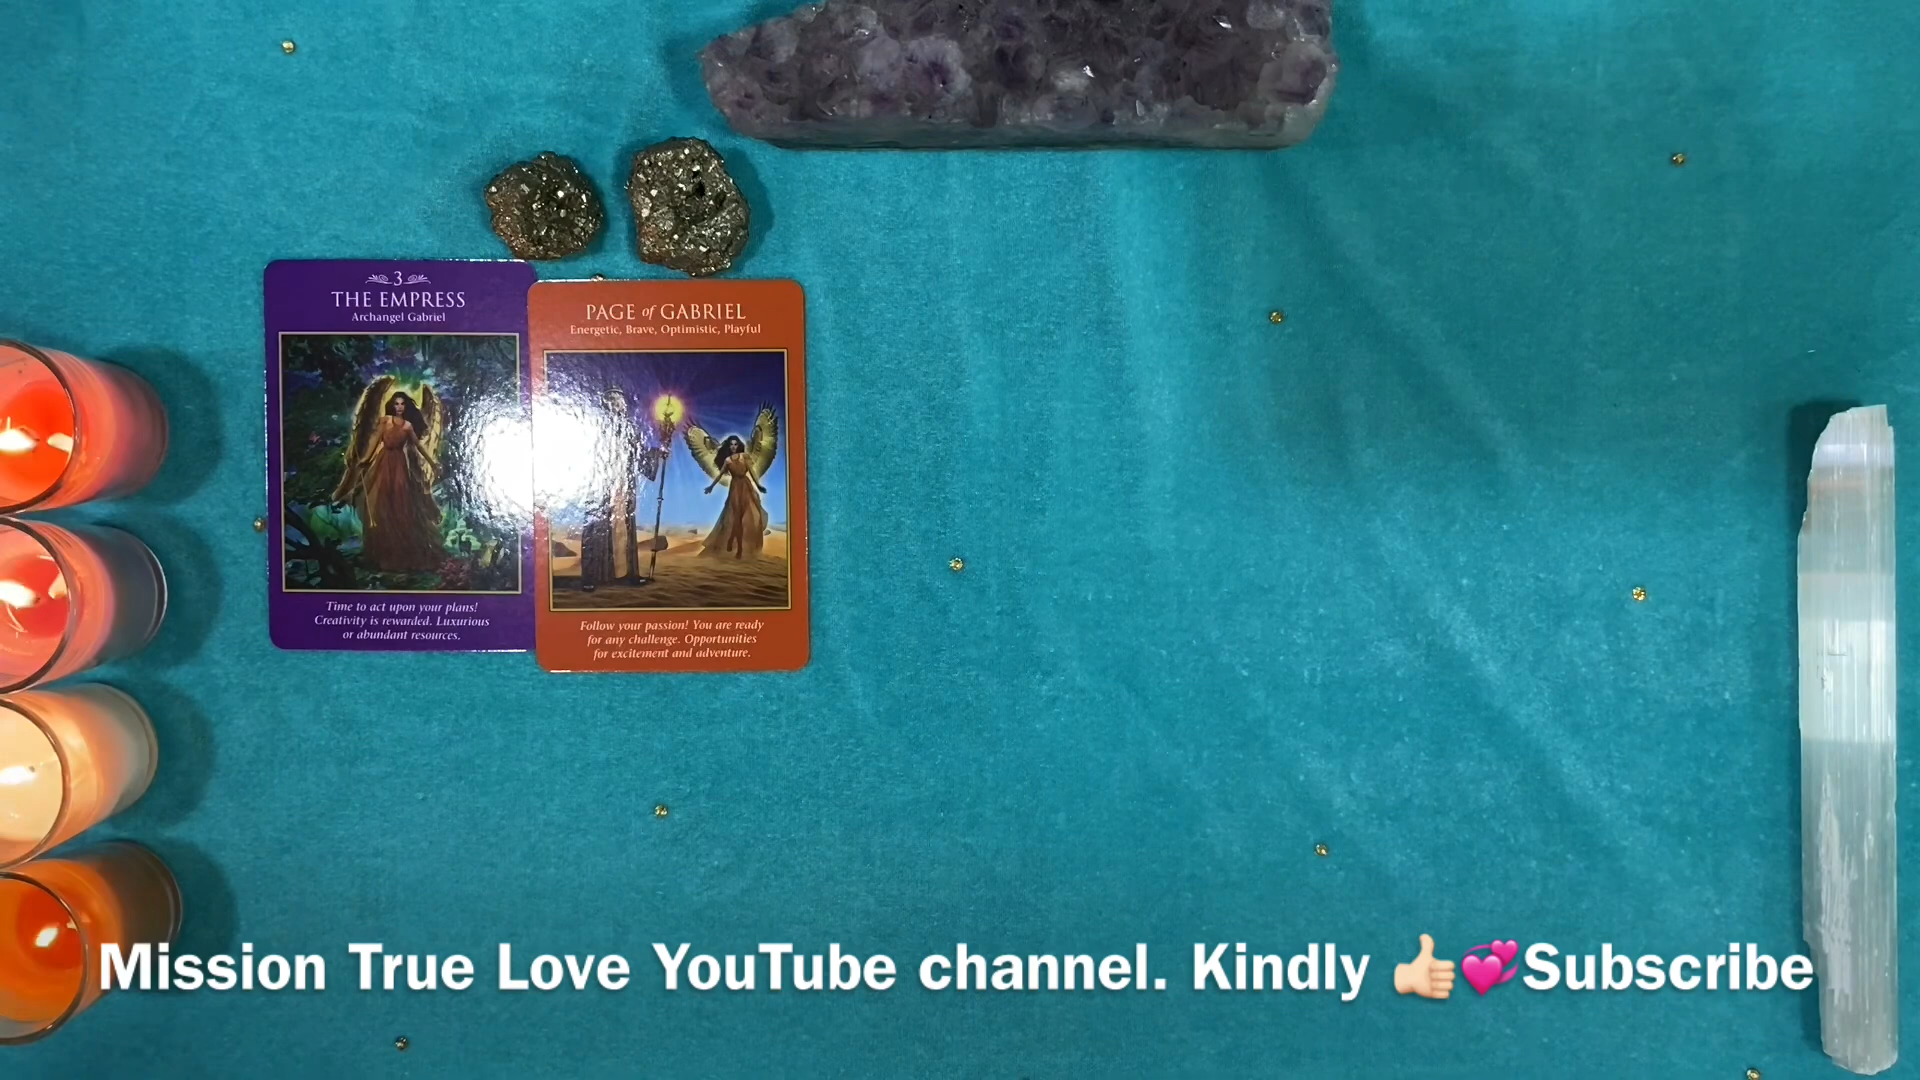 3
THE EMPRESS
Archangel Gabriel
Time to act upon your plans!
Creativity is rewarded. Luxurious
or abundant resources.
PAGE of GABRIEL
Energetic, Brave, Optimistic, Playful
Follow your passion! You are ready
for any challenge. Opportunities
for excitement and adventure.
Mission True Love YouTube channel. Kindly 👍🏻💞Subscribe